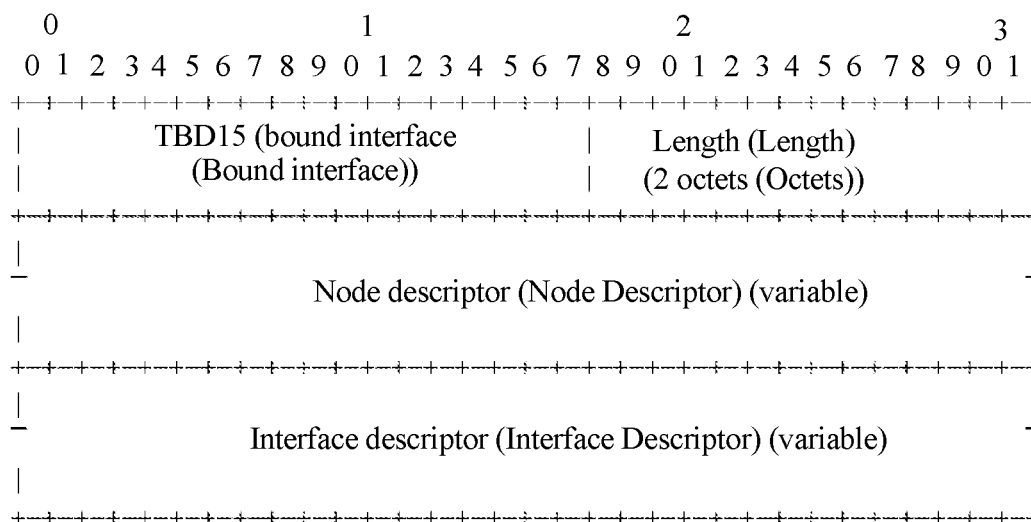 0 1 2 3
0 1 2 3 4 5 6 7 8 9 0 1 2 3 4 5 6 7 8 9 0 1 2 3 4 5 6 7 8 9 0 1
TBD15 (bound interface
(Bound interface))
Length (Length)
(2 octets (Octets))
Node descriptor (Node Descriptor) (variable)
Interface descriptor (Interface Descriptor) (variable)